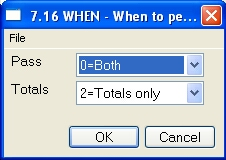 7.16 WHEN - When to pe...
File
Pass 0=Both
Totals 2=Totals only
OK Cancel